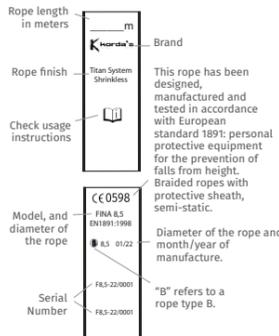 Rope length
in meters
______m
korda's
Brand
Rope finish
Titan System
Shrinkless
This rope has been
designed,
manufactured and
tested in accordance
with European
standard 1891: personal
protective equipment
for the prevention of
falls from height.
Braided ropes with
protective sheath,
semi-static.
Check usage
instructions
CE 0598
FINA 8,5
EN1891:1998
Model, and
diameter of
the rope
8,5 01/22
Diameter of the rope and
month/year of
manufacture.
"B" refers to a
rope type B.
Serial
Number
F8,5-22/0001
F8,5-22/0001